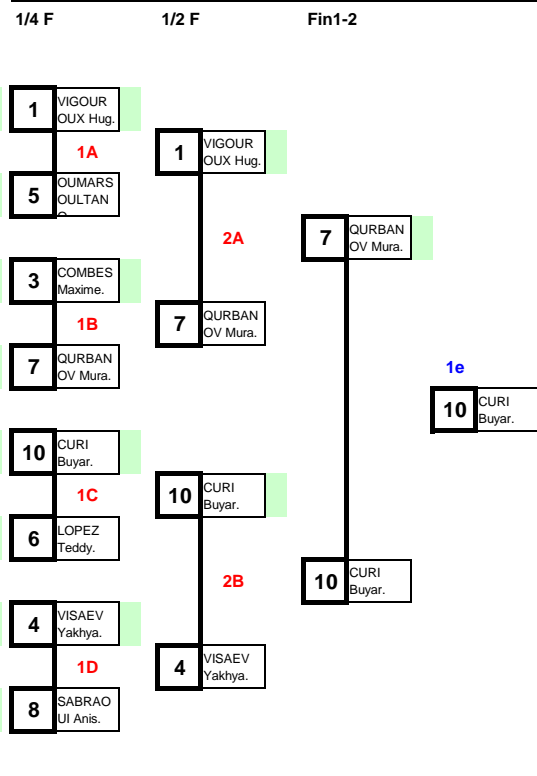 1/4 F 1/2 F Fin1-2
1 VIGOUR
OUX Hug.
1A
5 OUMARS
OULTAN
3 COMBES
Maxime.
1B
7 QURBAN
OV Mura.
10 CURI
Buyar.
1C
6 LOPEZ
Teddy.
4 VISAEV
Yakhya.
1D
8 SABRAO
UI Anis.
1 VIGOUR
OUX Hug.
2A
7 QURBAN
OV Mura.
10 CURI
Buyar.
2B
4 VISAEV
Yakhya.
7 QURBAN
OV Mura.
10 CURI
Buyar.
1e
10 CURI
Buyar.